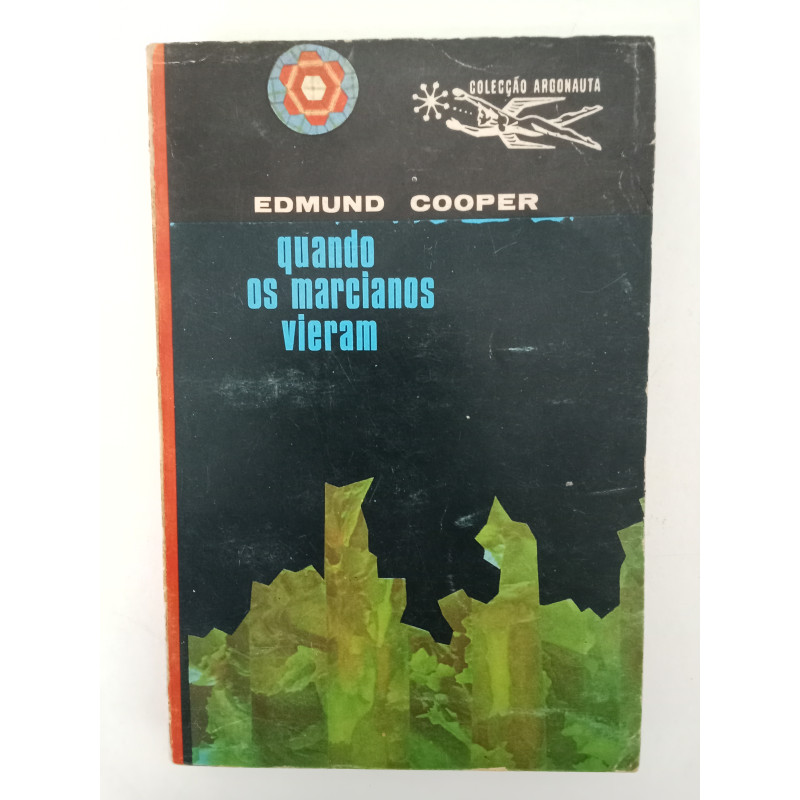 COLECÇÃO ARGONAUTA
EDMUND COOPER
quando
os marcianos
vieram